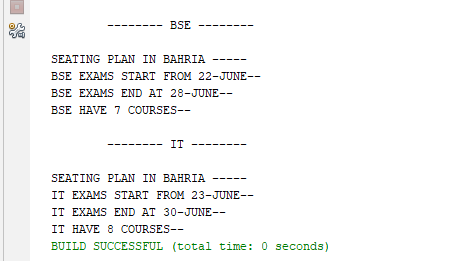 -------- BSE --------
SEATING PLAN IN BAHRIA -----
BSE EXAMS START FROM 22-JUNE--
BSE EXAMS END AT 28-JUNE--
BSE HAVE 7 COURSES--
-------- IT --------
SEATING PLAN IN BAHRIA -----
IT EXAMS START FROM 23-JUNE--
IT EXAMS END AT 30-JUNE--
IT HAVE 8 COURSES--
BUILD SUCCESSFUL (total time: 0 seconds)